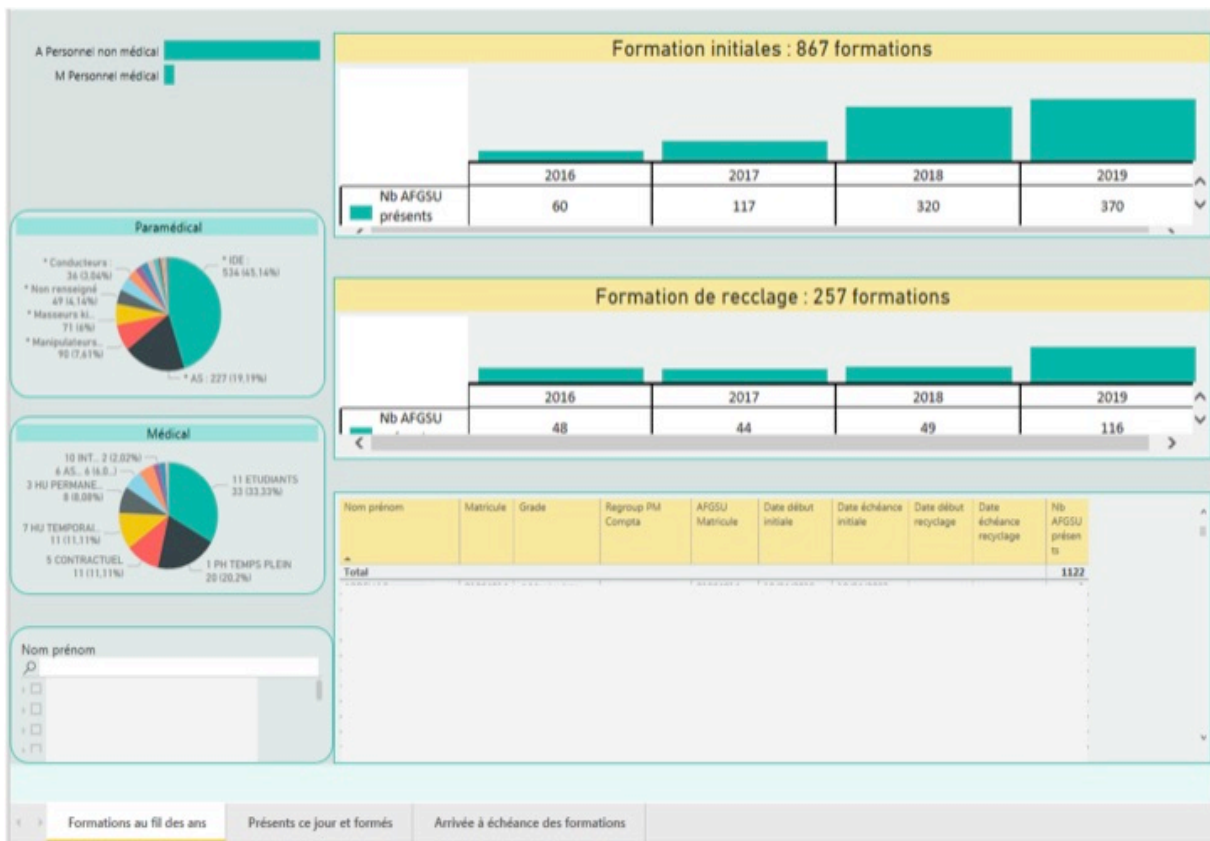 A Personnel non médical
M Personnel médical
Formation initiales : 867 formations
2016 2017 2018 2019
Nb AFGSU présents 60 117 320 370
Paramédical
* IDE :
534 (45,14%)
* Conducteurs :
36 (3,04%)
* Non renseigné
49 (4,14%)
* Masseurs ki...
71 (6%)
* Manipulateurs...
90 (7,61%)
* AS : 227 (19,19%)
Formation de recclage : 257 formations
2016 2017 2018 2019
Nb AFGSU 48 44 49 116
Médical
10 INT... 2 (2,02%)
6 AS... 6 (6,0...)
3 HU PERMANE...
8 (8,08%)
7 HU TEMPORAI...
11 (11,11%)
5 CONTRACTUEL
11 (11,11%)
11 ETUDIANTS
33 (33,33%)
1 PH TEMPS PLEIN
20 (20,2%)
Nom prénom
Matricule
Grade
Regroup PM
Compta
AFGSU
Matricule
Date début
initiale
Date échéance
initiale
Date début
recyclage
Date
échéance
recyclage
Nb
AFGSU
présen
ts
Total 1122
Nom prénom
Formations au fil des ans
Présents ce jour et formés
Arrivée à échéance des formations